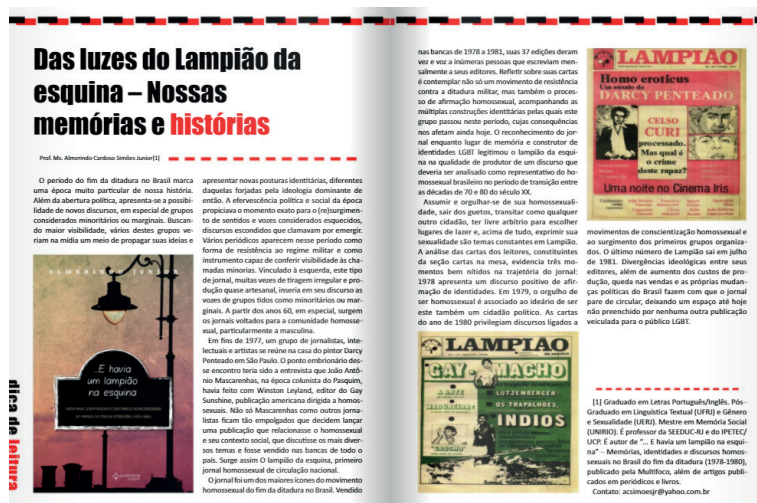 Das luzes do Lampião da
esquina – Nossas
memórias e histórias
Prof. Ms. Almerindo Cardoso Simões Junior[1]
O período do fim da ditadura no Brasil marca
uma época muito particular de nossa história.
Além da abertura política, apresenta-se a possibi-
lidade de novos discursos, em especial de grupos
considerados minoritários ou marginais. Buscan-
do maior visibilidade, vários destes grupos ve-
riam na mídia um meio de propagar suas ideias e
ALMERINDO JUNIOR
...E havia
um lampião
na esquina
dica de leitura
apresentar novas posturas identitárias, diferentes
daquelas forjadas pela ideologia dominante de
então. A efervescência política e social da época
propiciava o momento exato para o (re)surgimen-
to de sentidos e vozes considerados esquecidos,
discursos escondidos que clamavam por emergir.
Vários periódicos aparecem nesse período como
forma de resistência ao regime militar e como
instrumento capaz de conferir visibilidade às cha-
madas minorias. Vinculado à esquerda, este tipo
de jornal, muitas vezes de tiragem irregular e pro-
dução quase artesanal, inseria em seu discurso as
vozes de grupos tidos como minoritários ou mar-
ginais. A partir dos anos 60, em especial, surgem
os jornais voltados para a comunidade homosse-
xual, particularmente a masculina.
Em fins de 1977, um grupo de jornalistas, inte-
lectuais e artistas se reúne na casa do pintor Darcy
Penteado em São Paulo. O ponto embrionário des-
se encontro teria sido a entrevista que João Antô-
nio Mascarenhas, na época colunista do Pasquim,
havia feito com Winston Leyland, editor do Gay
Sunshine, publicação americana dirigida a homos-
sexuais. Não só Mascarenhas como outros jorna-
listas ficam tão empolgados que decidem lançar
uma publicação que relacionasse o homossexual
e seu contexto social, que discutisse os mais diver-
sos temas e fosse vendido nas bancas de todo o
país. Surge assim O lampião da esquina, primeiro
jornal homossexual de circulação nacional.
O jornal foi um dos maiores ícones do movimento
homossexual do fim da ditadura no Brasil. Vendido
nas bancas de 1978 a 1981, suas 37 edições deram
vez e voz a inúmeras pessoas que escreviam men-
salmente a seus editores. Refletir sobre suas cartas
é contemplar não só um movimento de resistência
contra a ditadura militar, mas também o proces-
so de afirmação homossexual, acompanhando as
múltiplas construções identitárias pelas quais este
grupo passou neste período, cujas consequências
nos afetam ainda hoje. O reconhecimento do jor-
nal enquanto lugar de memória e construtor de
identidades LGBT legitimou o lampião da esqui-
na na qualidade de produtor de um discurso que
deveria ser analisado como representativo do ho-
mossexual brasileiro no período de transição entre
as décadas de 70 e 80 do século XX.
Assumir e orgulhar-se de sua homossexualida-
de, sair dos guetos, transitar como qualquer
outro cidadão, ter livre arbítrio para escolher
lugares de lazer e, acima de tudo, exprimir sua
sexualidade são temas constantes em Lampião.
A análise das cartas dos leitores, constituintes
da seção cartas na mesa, evidencia três mo-
mentos bem nítidos na trajetória do jornal:
1978 apresenta um discurso positivo de afir-
mação de identidades. Em 1979, o orgulho de
ser homossexual é associado ao ideário de ser
este também um cidadão político. As cartas
do ano de 1980 privilegiam discursos ligados a
LAMPIÃO
GAY MACHO
LUTZENBERGER:
OS TRAPALHÕES,
INDIOS
LAMPIÃO
Homo eroticus
Um ensaio de
DARCY PENTEADO
CELSO
CURI
processado.
Mas qual é
o crime
deste rapaz?
Uma noite no Cinema Iris
movimentos de conscientização homossexual e
ao surgimento dos primeiros grupos organiza-
dos. O último número de Lampião sai em julho
de 1981. Divergências ideológicas entre seus
editores, além de aumento dos custos de pro-
dução, queda nas vendas e as próprias mudan-
ças políticas do Brasil fazem com que o jornal
pare de circular, deixando um espaço até hoje
não preenchido por nenhuma outra publicação
veiculada para o público LGBT.
[1] Graduado em Letras Português/Inglês. Pós-
Graduado em Linguística Textual (UFRJ) e Gênero
e Sexualidade (UERJ). Mestre em Memória Social
(UNIRIO). É professor da SEEDUC-RJ e do IPETEC/
UCP. É autor de "... E havia um lampião na esqui-
na" – Memórias, identidades e discursos homos-
sexuais no Brasil do fim da ditadura (1978-1980),
publicado pela Multifoco, além de artigos publi-
cados em periódicos e livros.
Contato: acsimoesjr@yahoo.com.br